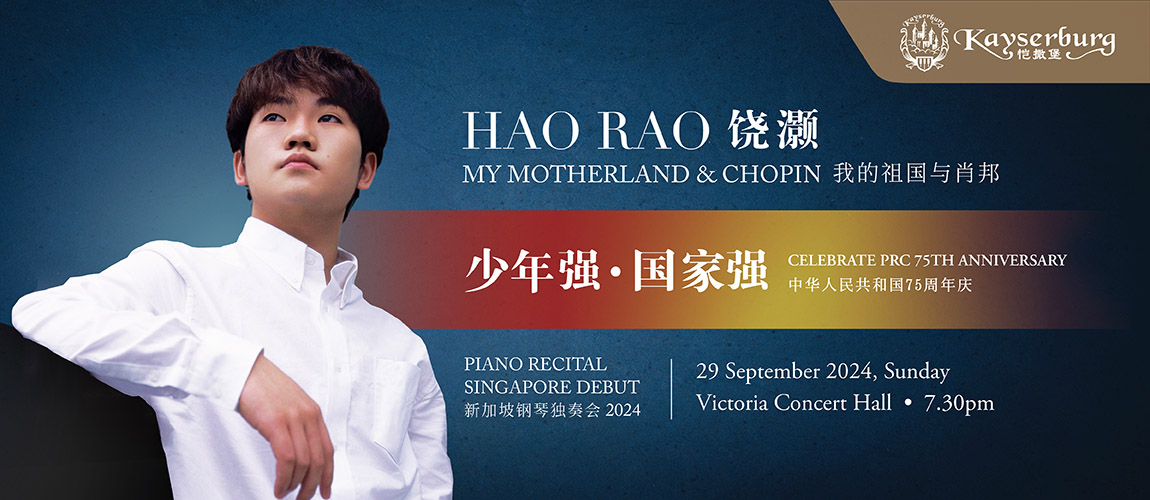 Kayserburg
Kayserburg
恺撒堡
HAO RAO 饶灏
MY MOTHERLAND & CHOPIN 我的祖国与肖邦
少年强·国家强
CELEBRATE PRC 75TH ANNIVERSARY
中华人民共和国75周年庆
PIANO RECITAL
SINGAPORE DEBUT
新加坡钢琴独奏会 2024
29 September 2024, Sunday
Victoria Concert Hall • 7.30pm